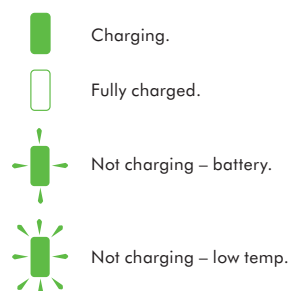 Charging.
Fully charged.
Not charging – battery.
Not charging – low temp.